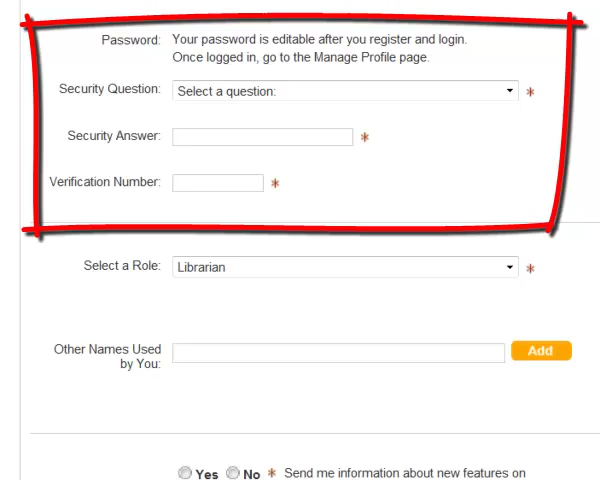 Password: Your password is editable after you register and login.
Once logged in, go to the Manage Profile page.
Security Question: Select a question: *
Security Answer: *
Verification Number: *
Select a Role: Librarian *
Other Names Used Add
by You:
Yes No * Send me information about new features on